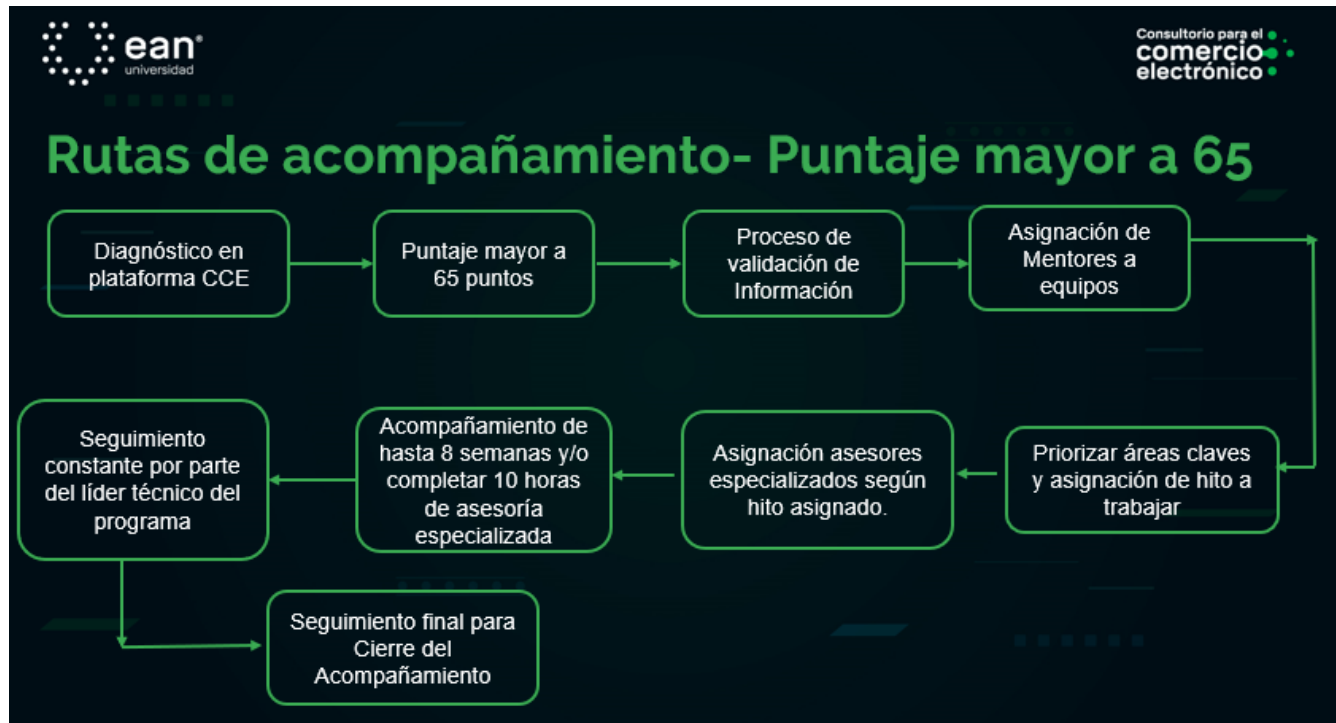 ean®
universidad
Consultorio para el
comercio
electrónico
Rutas de acompañamiento- Puntaje mayor a 65
Diagnóstico en
plataforma CCE
Puntaje mayor a
65 puntos
Proceso de
validación de
Información
Asignación de
Mentores a
equipos
Priorizar áreas claves
y asignación de hito a
trabajar
Asignación asesores
especializados según
hito asignado.
Acompañamiento de
hasta 8 semanas y/o
completar 10 horas
de asesoría
especializada
Seguimiento
constante por parte
del líder técnico del
programa
Seguimiento final para
Cierre del
Acompañamiento